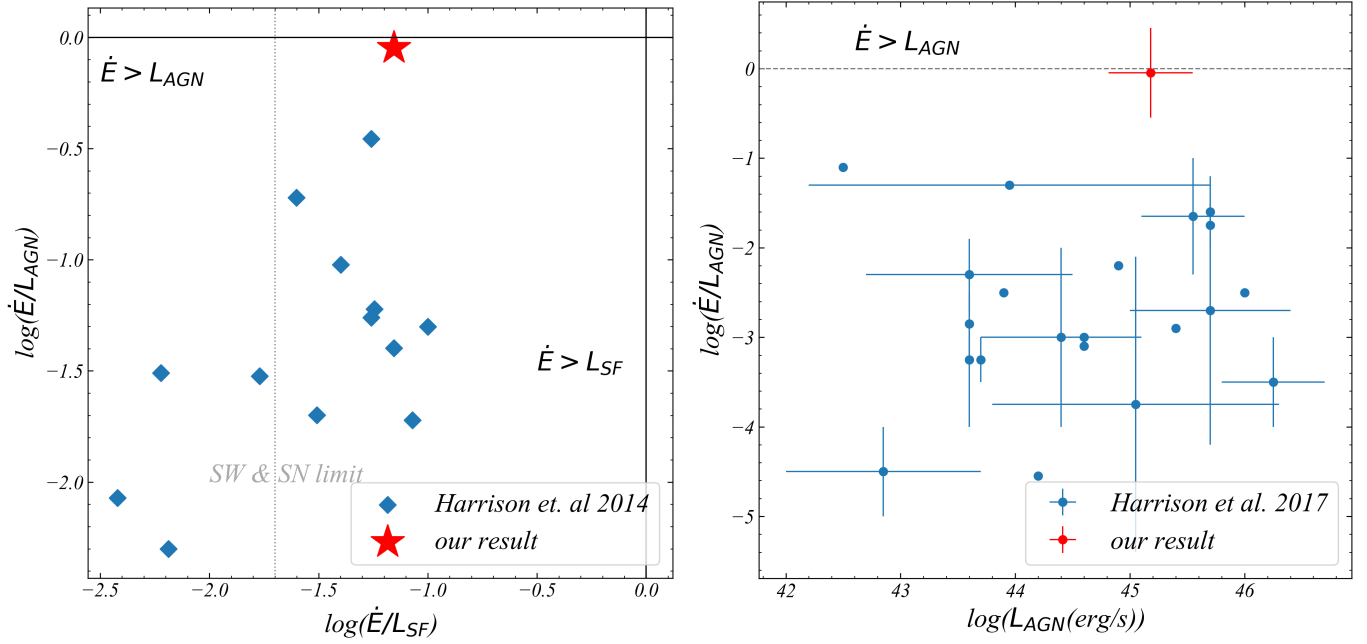 0.0
−0.5
−1.0
−1.5
−2.0
log(Ė/L_AGN)
Ė > L_AGN
Ė > L_SF
SW & SN limit
Harrison et. al 2014
our result
−2.5
−2.0
−1.5
−1.0
−0.5
0.0
log(Ė/L_SF)
0
−1
−2
−3
−4
−5
log(Ė/L_AGN)
Ė > L_AGN
Harrison et al. 2017
our result
42
43
44
45
46
log(L_AGN(erg/s))